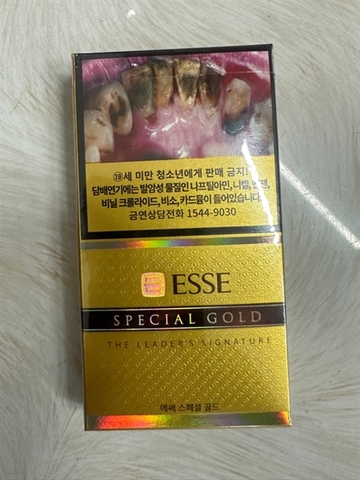 ⑲세 미만 청소년에게 판매 금지!
담배연기에는 발암성 물질인 나프틸아민, 니켈, 벤젠,
비닐 크롤라이드, 비소, 카드뮴이 들어있습니다.
금연상담전화 1544-9030
ESSE
SPECIAL GOLD
THE LEADER'S SIGNATURE
에쎄 스페셜 골드